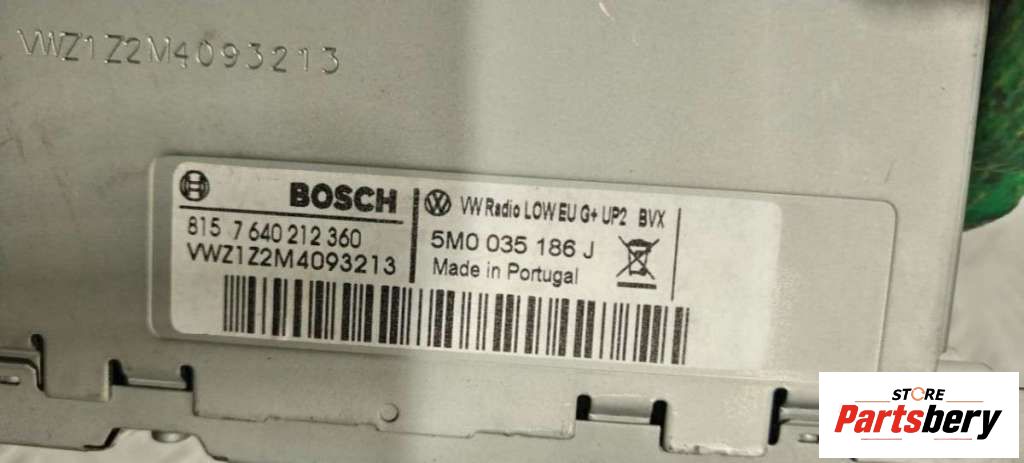 VWZ1Z2M4093213
BOSCH
815 7 640 212 360
VWZ1Z2M4093213
VW Radio LOW EU G+ UP2 BVX
5M0 035 186 J
Made in Portugal
STORE
Partsbery